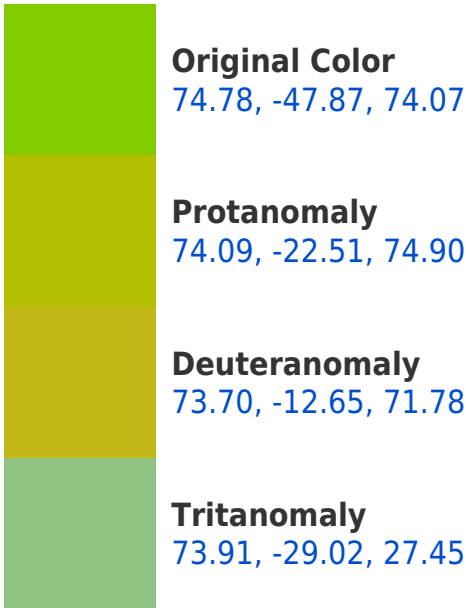 Original Color
74.78, -47.87, 74.07
Protanomaly
74.09, -22.51, 74.90
Deuteranomaly
73.70, -12.65, 71.78
Tritanomaly
73.91, -29.02, 27.45